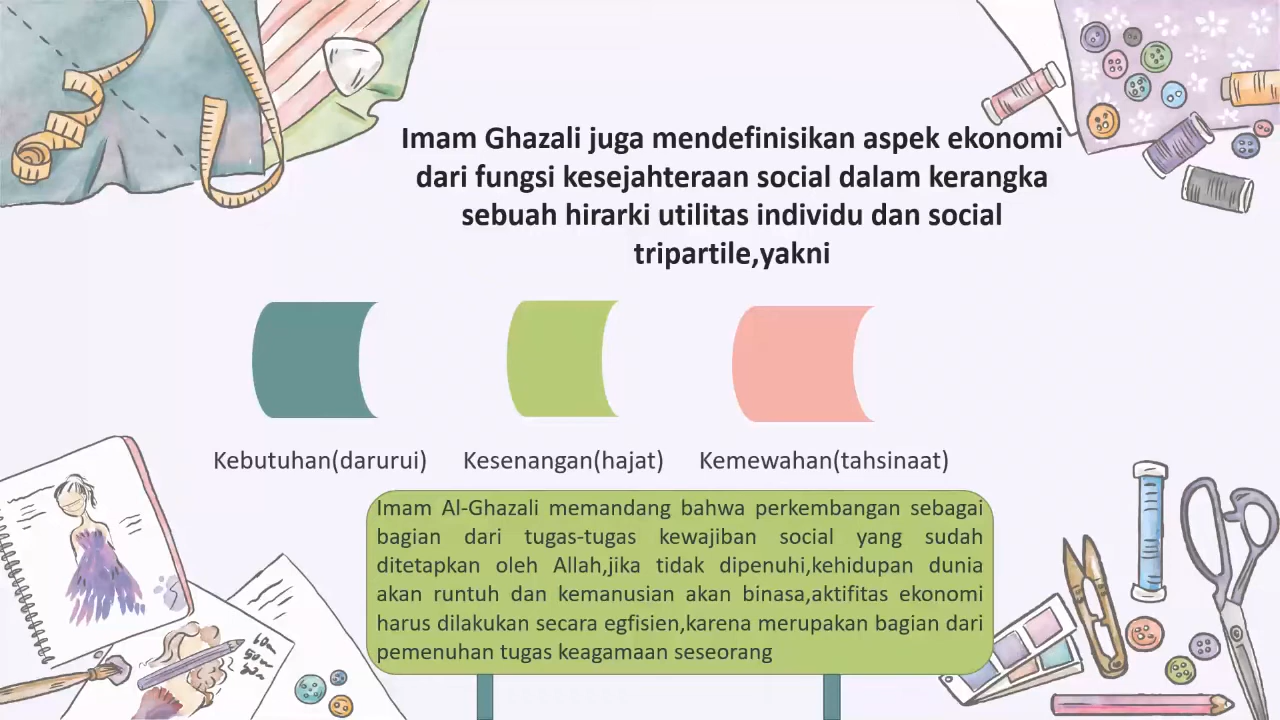 Imam Ghazali juga mendefinisikan aspek ekonomi
dari fungsi kesejahteraan social dalam kerangka
sebuah hirarki utilitas individu dan social
tripartile,yakni
Kebutuhan(darurui)
Kesenangan(hajat)
Kemewahan(tahsinaat)
Imam Al-Ghazali memandang bahwa perkembangan sebagai
bagian dari tugas-tugas kewajiban social yang sudah
ditetapkan oleh Allah,jika tidak dipenuhi,kehidupan dunia
akan runtuh dan kemanusian akan binasa,aktifitas ekonomi
harus dilakukan secara egfisien,karena merupakan bagian dari
pemenuhan tugas keagamaan seseorang